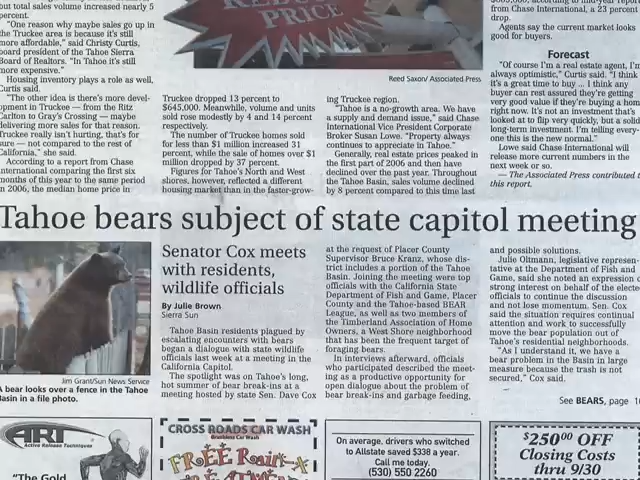 but total sales volume increased nearly 5
percent.
"One reason why maybe sales go up in
the Truckee area is because it's still
more affordable," said Christy Curtis,
board president of the Tahoe Sierra
Board of Realtors. "In Tahoe it's still
more expensive."
Housing inventory plays a role as well,
Curtis said.
"The other idea is there's more devel-
opment in Truckee — from the Ritz
Carlton to Gray's Crossing — maybe
delivering more sales for that reason.
Truckee really isn't hurting, that's for
sure — not compared to the rest of
California," she said.
According to a report from Chase
International comparing the first six
months of this year to the same period
in 2006, the median home price in
REDUCED
PRICE
Reed Saxon/Associated Press
Truckee dropped 13 percent to
$645,000. Meanwhile, volume and units
sold rose modestly by 4 and 14 percent
respectively.
The number of Truckee homes sold
for less than $1 million increased 31
percent, while the sale of homes over $1
million dropped by 37 percent.
Figures for Tahoe's North and West
shores, however, reflected a different
housing market than in the faster-grow-
ing Truckee region.
"Tahoe is a no-growth area. We have
a supply and demand issue," said Chase
International Vice President Corporate
Broker Susan Lowe. "Property always
continues to appreciate in Tahoe."
Generally, real estate prices peaked in
the first part of 2006 and then have
declined over the past year. Throughout
the Tahoe Basin, sales volume declined
by 8 percent compared to this time last
from Chase International, a 23 percent
drop.
Agents say the current market looks
good for buyers.
Forecast
"Of course I'm a real estate agent, I'm
always optimistic," Curtis said. "I think
it's a great time to buy ... I think any
buyer can rest assured they're getting
very good value if they're buying a home
right now. It's not an investment that's
looked at to flip very quickly, but a solid
long-term investment. I'm telling every-
one this is the new normal."
Lowe said Chase International will
release more current numbers in the
next week or so.
— The Associated Press contributed to
this report.
Tahoe bears subject of state capitol meeting
Jim Grant/Sun News Service
A bear looks over a fence in the Tahoe
Basin in a file photo.
Senator Cox meets
with residents,
wildlife officials
By Julie Brown
Sierra Sun
Tahoe Basin residents plagued by
escalating encounters with bears
began a dialogue with state wildlife
officials last week at a meeting in the
California Capitol.
The spotlight was on Tahoe's long,
hot summer of bear break-ins at a
meeting hosted by state Sen. Dave Cox
at the request of Placer County
Supervisor Bruce Kranz, whose dis-
trict includes a portion of the Tahoe
Basin. Joining the meeting were top
officials with the California State
Department of Fish and Game, Placer
County and the Tahoe-based BEAR
League, as well as two members of
the Timberland Association of Home
Owners, a West Shore neighborhood
that has been the frequent target of
foraging bears.
In interviews afterward, officials
who participated described the meet-
ing as a productive opportunity for
open dialogue about the problem of
bear break-ins and garbage feeding,
and possible solutions.
Julie Oltmann, legislative represen-
tative at the Department of Fish and
Game, said she noted an expression of
strong interest on behalf of the elected
officials to continue the discussion
and not lose momentum. Sen. Cox
said the situation requires continual
attention and work to successfully
move the bear population out of
Tahoe's residential neighborhoods.
"As I understand it, we have a
bear problem in the Basin in large
measure because the trash is not
secured," Cox said.
See BEARS, page
ART
Active Release Techniques
"The Gold
CROSS ROADS CAR WASH
Brushless Car Wash
FREE Rain-X
On average, drivers who switched
to Allstate saved $338 a year.
Call me today.
(530) 550 2260
$250⁰⁰ OFF
Closing Costs
thru 9/30